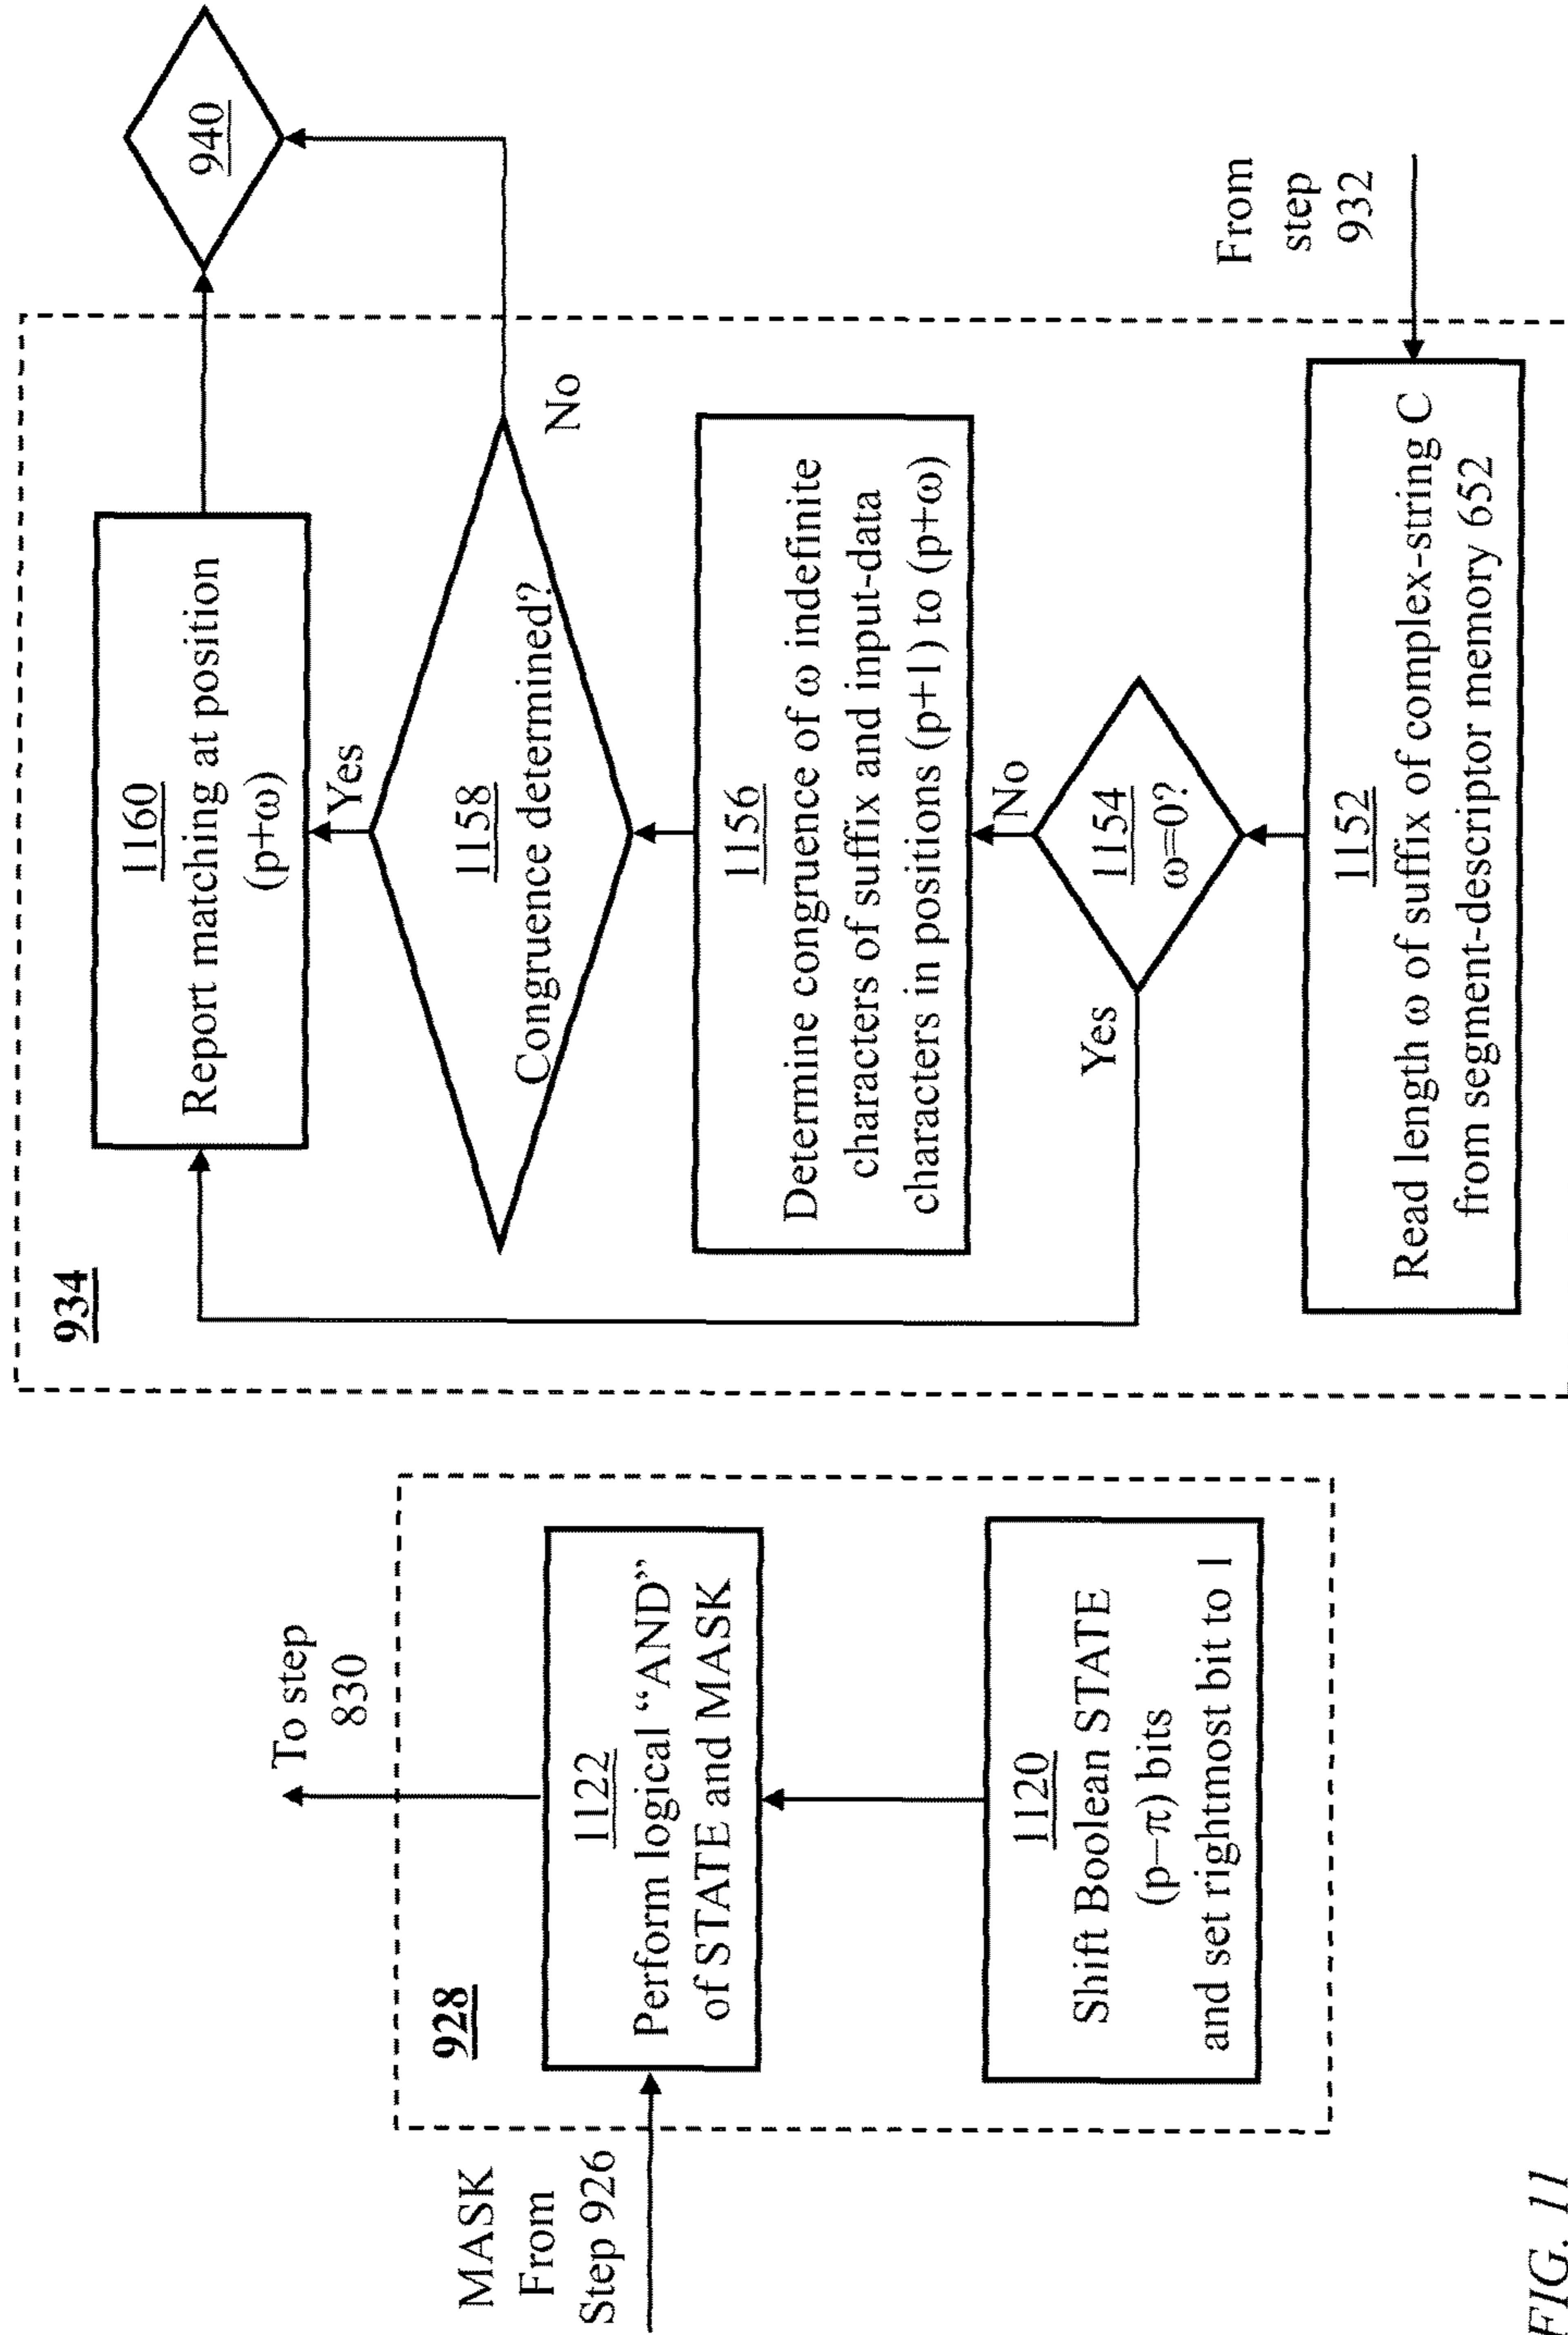 MASK
From
Step 926
To step
830
928
1122
Perform logical “AND”
of STATE and MASK
1120
Shift Boolean STATE
(p−π) bits
and set rightmost bit to 1
934
940
1160
Report matching at position
(p+ω)
Yes
1158
Congruence determined?
No
1156
Determine congruence of ω indefinite
characters of suffix and input-data
characters in positions (p+1) to (p+ω)
No
1154
ω=0?
Yes
1152
Read length ω of suffix of complex-string C
from segment-descriptor memory 652
From
step
932
FIG. 11